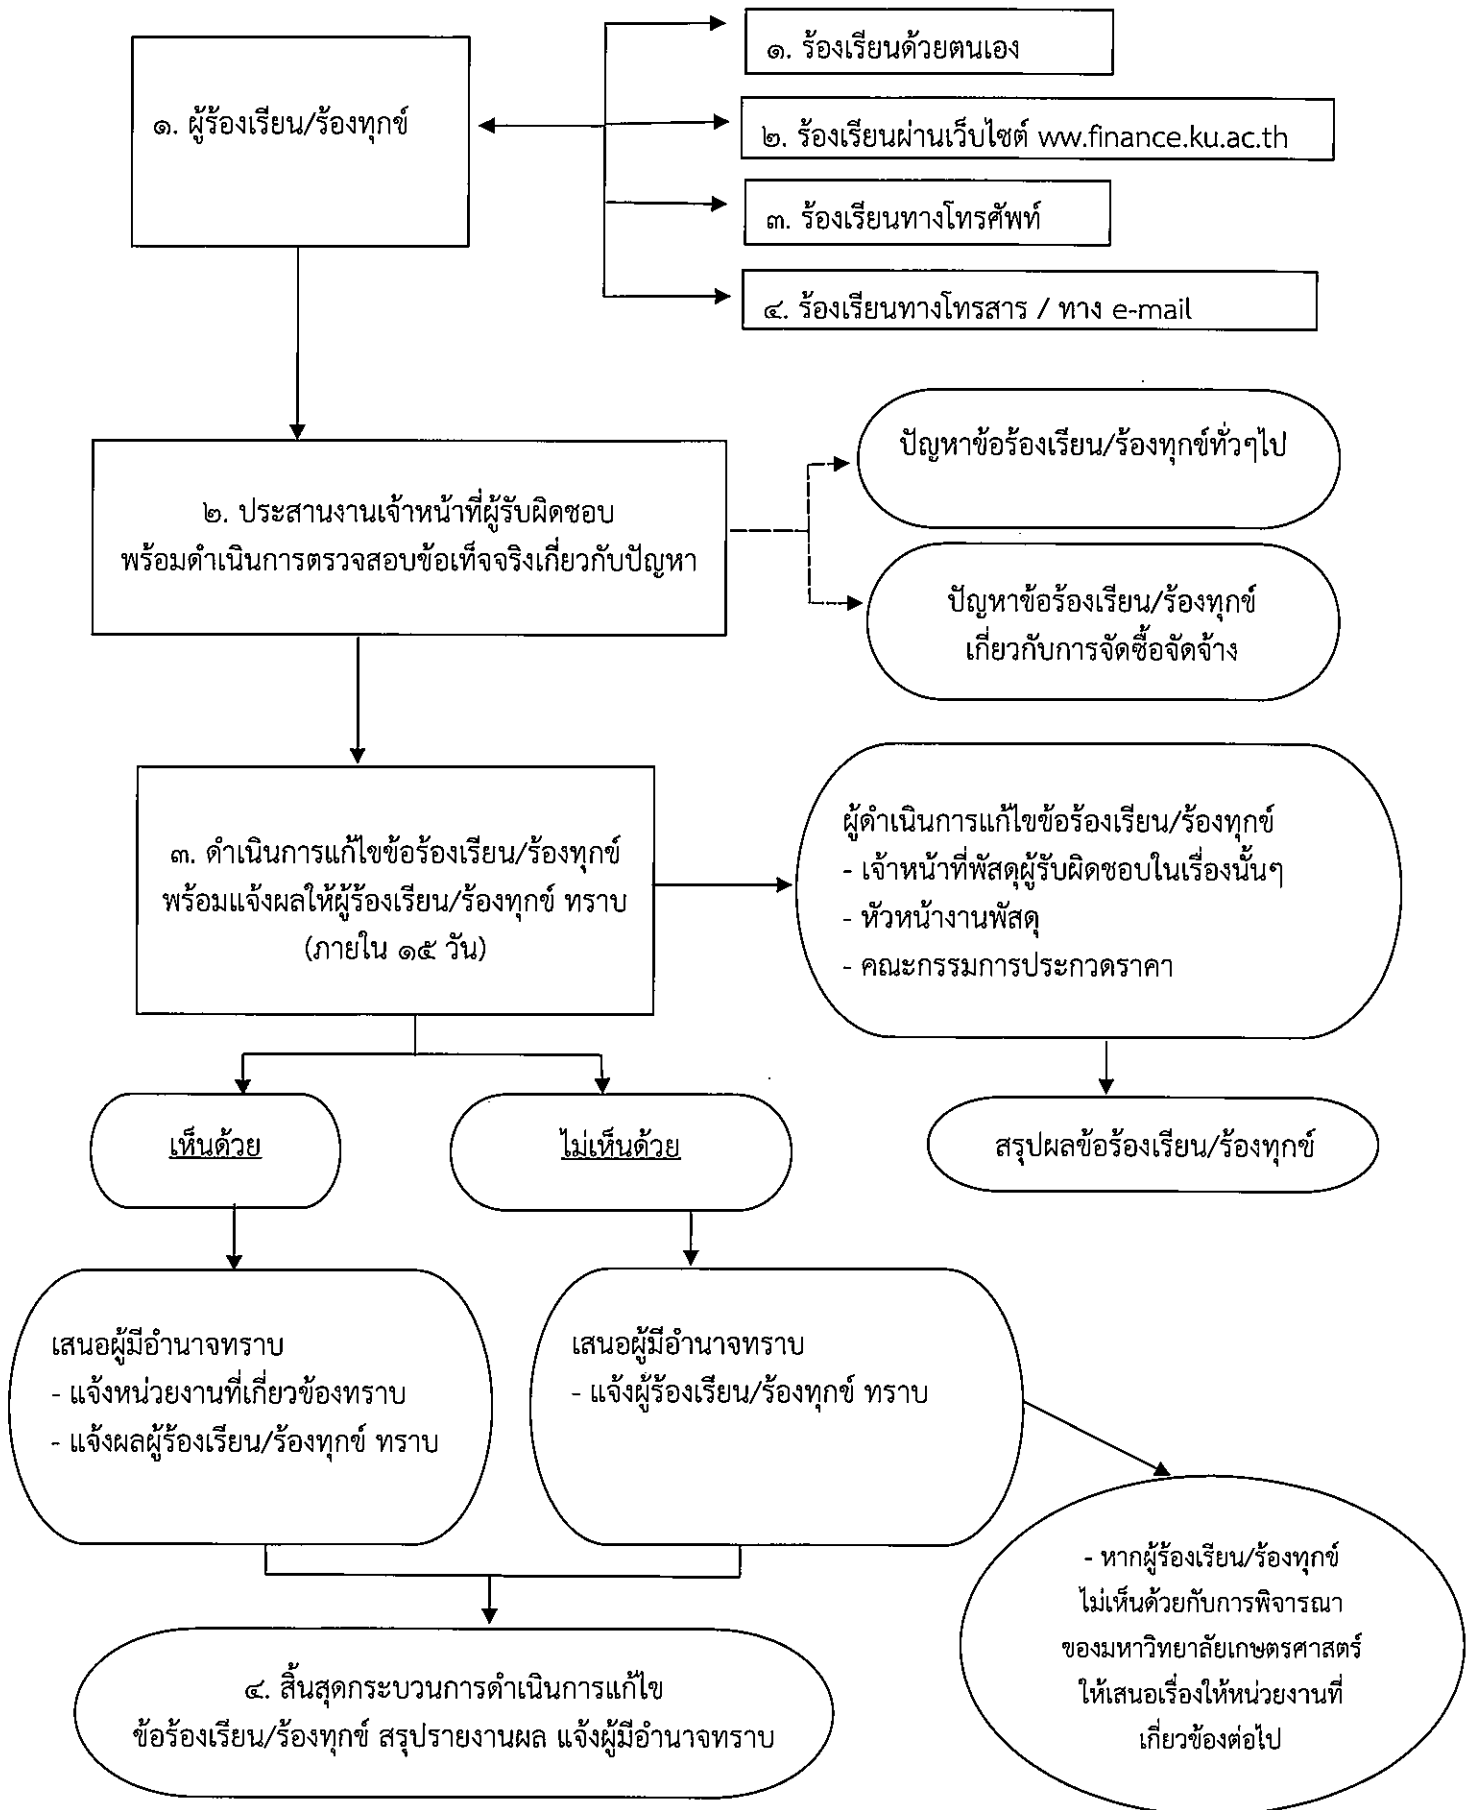 ๑. ผู้ร้องเรียน/ร้องทุกข์
๑. ร้องเรียนด้วยตนเอง
๒. ร้องเรียนผ่านเว็บไซต์ ww.finance.ku.ac.th
๓. ร้องเรียนทางโทรศัพท์
๔. ร้องเรียนทางโทรสาร / ทาง e-mail
๒. ประสานงานเจ้าหน้าที่ผู้รับผิดชอบ
พร้อมดำเนินการตรวจสอบข้อเท็จจริงเกี่ยวกับปัญหา
ปัญหาข้อร้องเรียน/ร้องทุกข์ทั่วๆไป
ปัญหาข้อร้องเรียน/ร้องทุกข์
เกี่ยวกับการจัดซื้อจัดจ้าง
๓. ดำเนินการแก้ไขข้อร้องเรียน/ร้องทุกข์
พร้อมแจ้งผลให้ผู้ร้องเรียน/ร้องทุกข์ ทราบ
(ภายใน ๑๕ วัน)
ผู้ดำเนินการแก้ไขข้อร้องเรียน/ร้องทุกข์
- เจ้าหน้าที่พัสดุผู้รับผิดชอบในเรื่องนั้นๆ
- หัวหน้างานพัสดุ
- คณะกรรมการประกวดราคา
เห็นด้วย
ไม่เห็นด้วย
สรุปผลข้อร้องเรียน/ร้องทุกข์
เสนอผู้มีอำนาจทราบ
- แจ้งหน่วยงานที่เกี่ยวข้องทราบ
- แจ้งผลผู้ร้องเรียน/ร้องทุกข์ ทราบ
เสนอผู้มีอำนาจทราบ
- แจ้งผู้ร้องเรียน/ร้องทุกข์ ทราบ
- หากผู้ร้องเรียน/ร้องทุกข์
ไม่เห็นด้วยกับการพิจารณา
ของมหาวิทยาลัยเกษตรศาสตร์
ให้เสนอเรื่องให้หน่วยงานที่
เกี่ยวข้องต่อไป
๔. สิ้นสุดกระบวนการดำเนินการแก้ไข
ข้อร้องเรียน/ร้องทุกข์ สรุปรายงานผล แจ้งผู้มีอำนาจทราบ